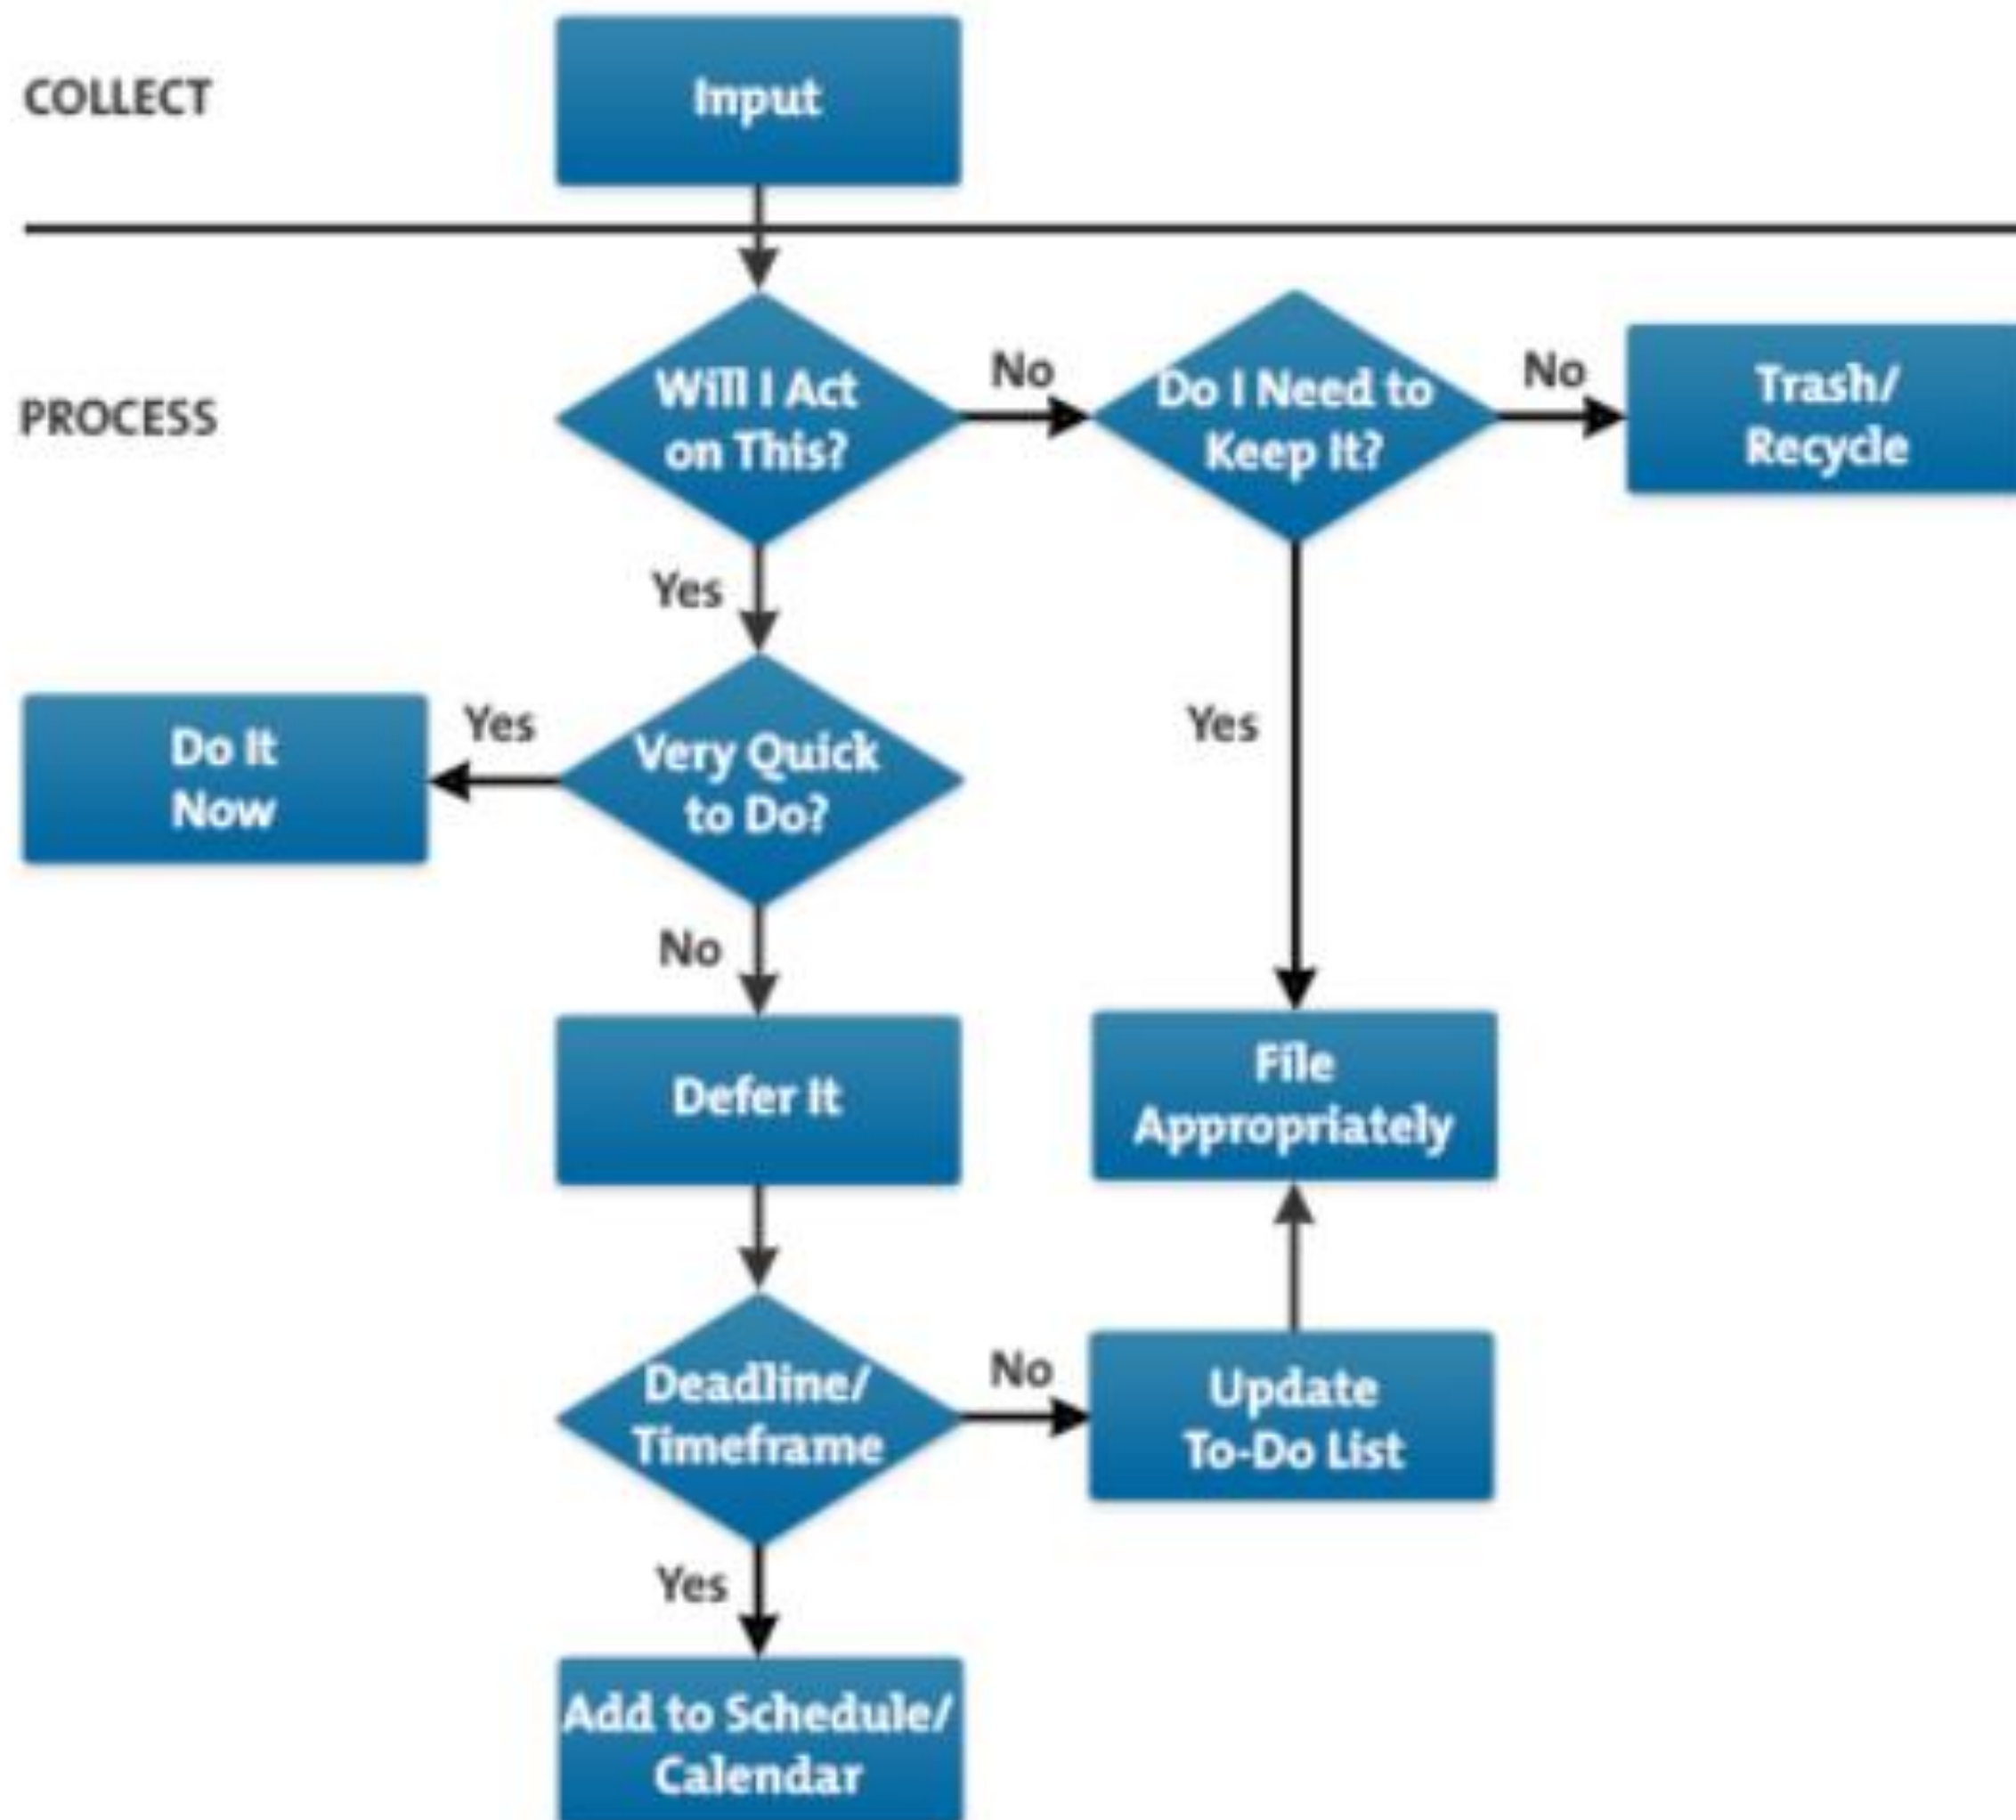 COLLECT
Input
PROCESS
Will I Act
on This?
No
Do I Need to
Keep It?
No
Trash/
Recycle
Yes
Do It
Now
Yes
Very Quick
to Do?
Yes
No
Defer It
File
Appropriately
Deadline/
Timeframe
No
Update
To-Do List
Yes
Add to Schedule/
Calendar